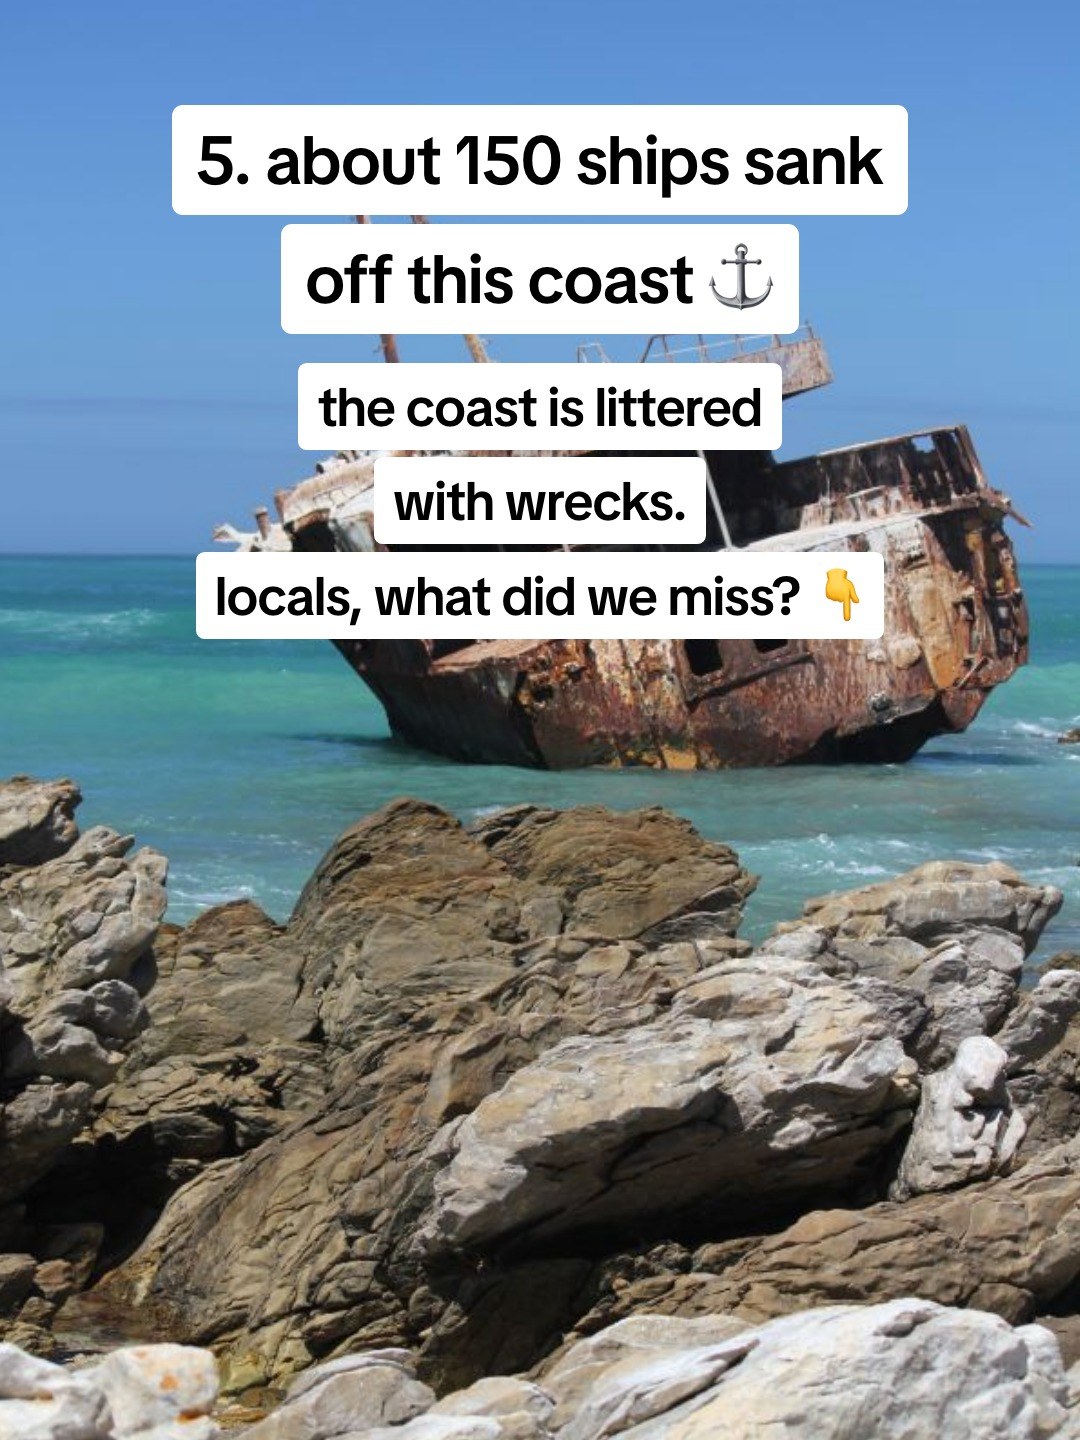 5. about 150 ships sank
off this coast ⚓
the coast is littered
with wrecks.
locals, what did we miss? 👇